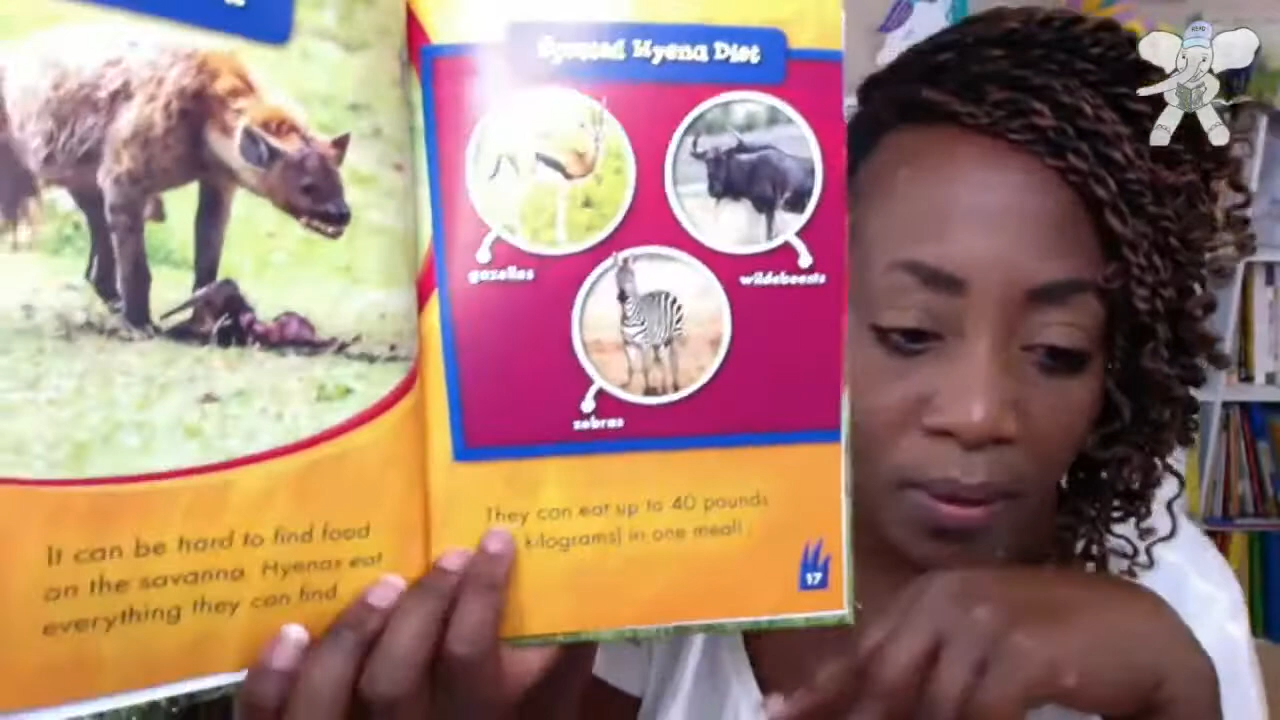 It can be hard to find food
on the savanna. Hyenas eat
everything they can find.
Spotted Hyena Diet
gazelles
wildebeests
zebras
They can eat up to 40 pounds
kilograms) in one meal!
17
READ